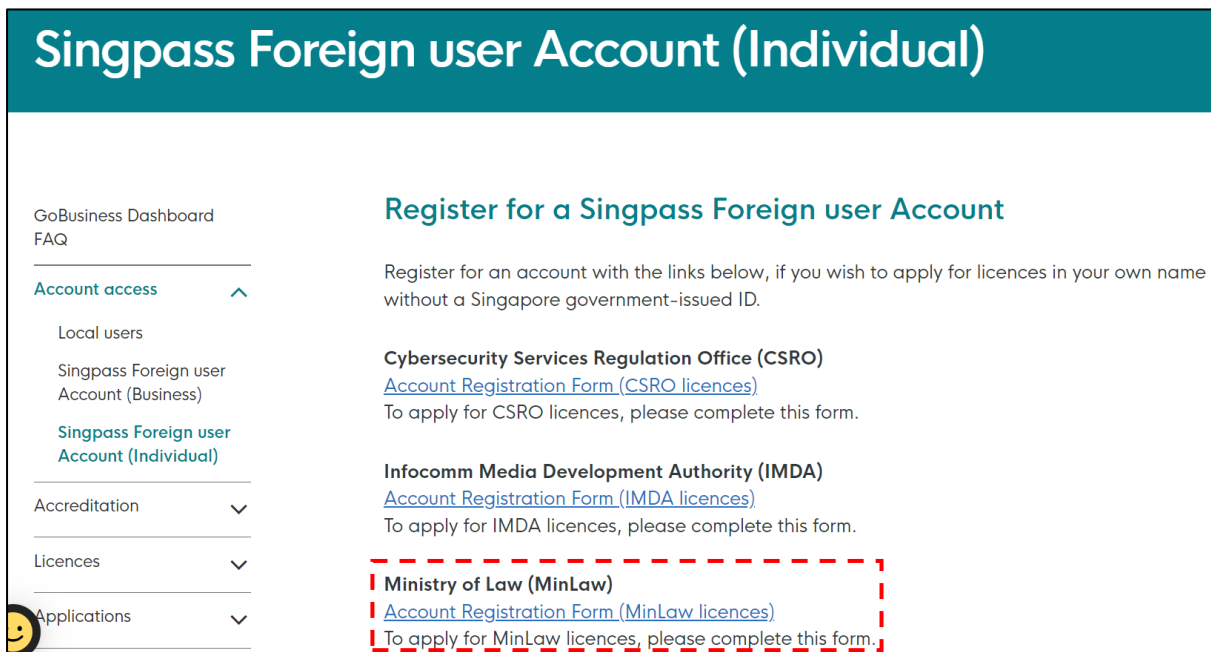 Singpass Foreign user Account (Individual)
GoBusiness Dashboard
FAQ
Account access
Local users
Singpass Foreign user
Account (Business)
Singpass Foreign user
Account (Individual)
Accreditation
Licences
Applications
Register for a Singpass Foreign user Account
Register for an account with the links below, if you wish to apply for licences in your own name
without a Singapore government-issued ID.
Cybersecurity Services Regulation Office (CSRO)
Account Registration Form (CSRO licences)
To apply for CSRO licences, please complete this form.
Infocomm Media Development Authority (IMDA)
Account Registration Form (IMDA licences)
To apply for IMDA licences, please complete this form.
Ministry of Law (MinLaw)
Account Registration Form (MinLaw licences)
To apply for MinLaw licences, please complete this form.